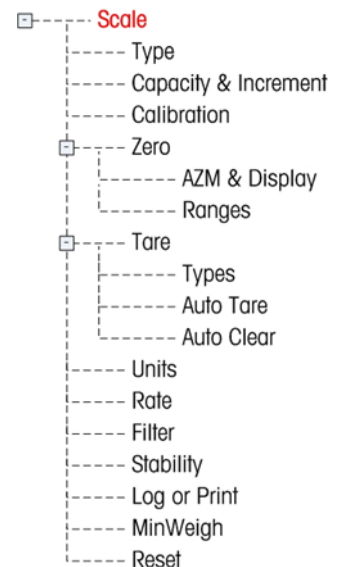 Scale
Type
Capacity & Increment
Calibration
Zero
AZM & Display
Ranges
Tare
Types
Auto Tare
Auto Clear
Units
Rate
Filter
Stability
Log or Print
MinWeigh
Reset